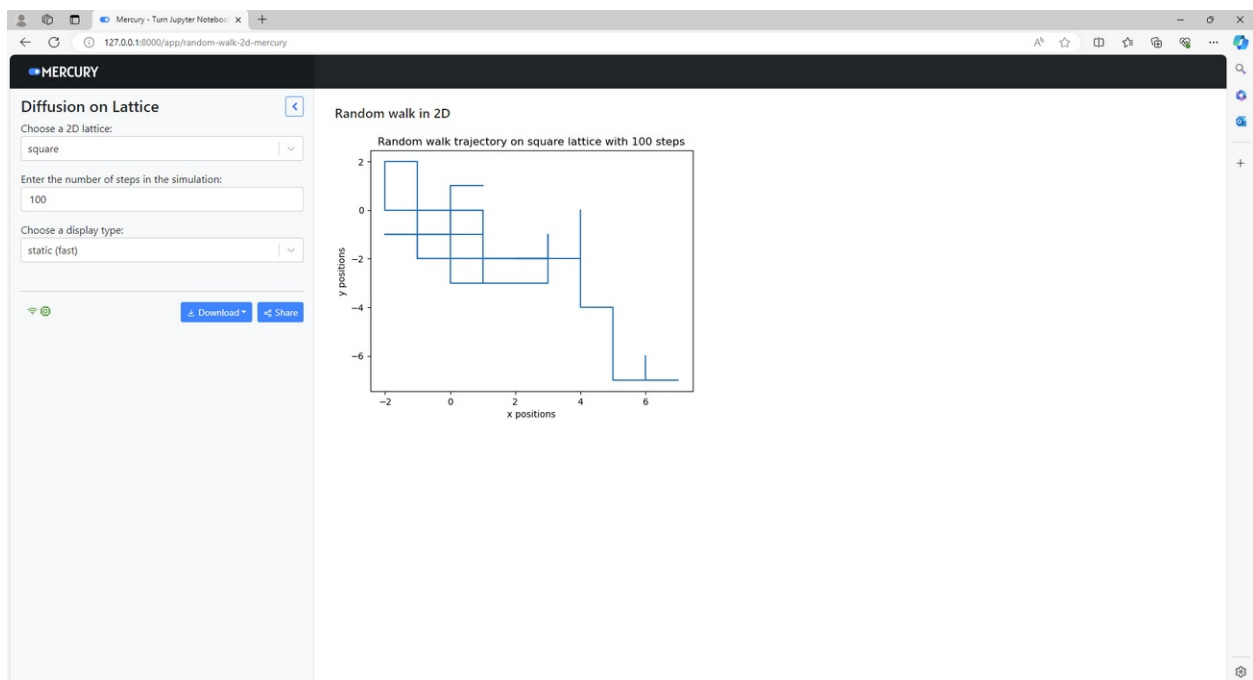 Mercury - Turn Jupyter Noteboo
127.0.0.1:8000/app/random-walk-2d-mercury
MERCURY
Diffusion on Lattice
Choose a 2D lattice:
square
Enter the number of steps in the simulation:
100
Choose a display type:
static (fast)
Download
Share
Random walk in 2D
Random walk trajectory on square lattice with 100 steps
y positions
2
0
−2
−4
−6
−2 0 2 4 6
x positions